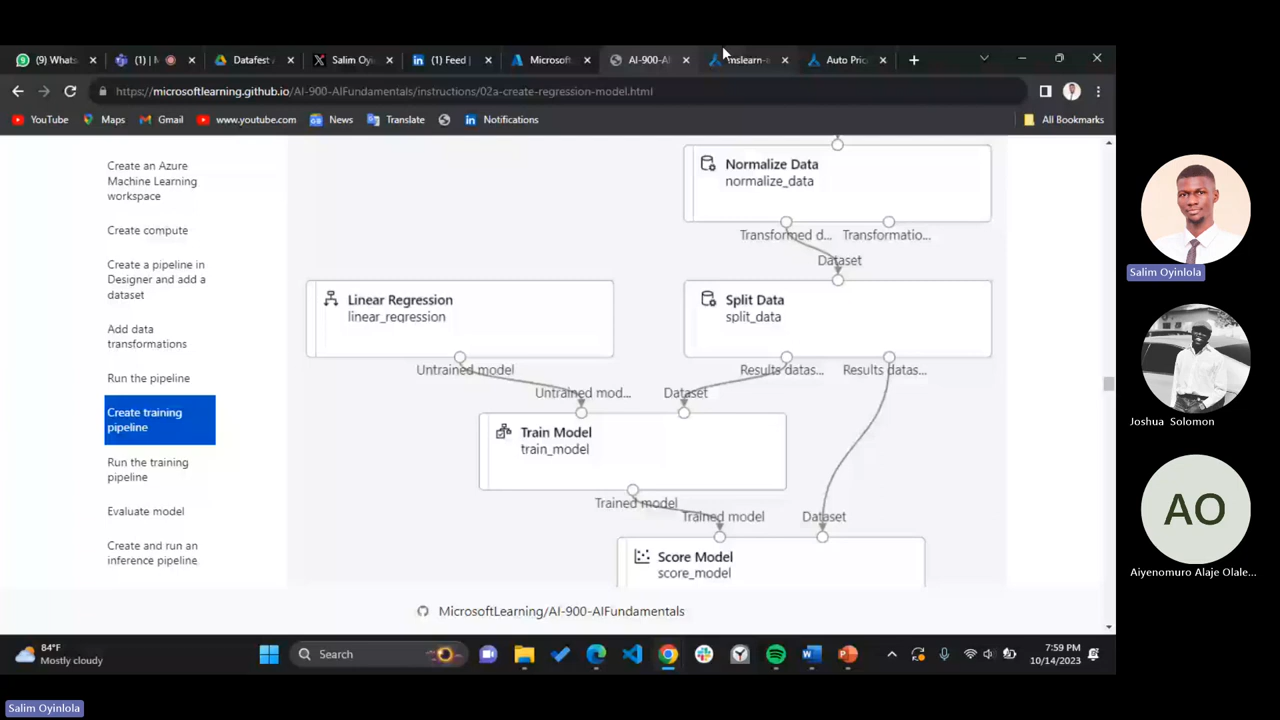 (9) Whats
(1) | M
Datafest
Salim Oyi
(1) Feed |
Microsoft
AI-900-A
mslearn-
Auto Pric
https://microsoftlearning.github.io/AI-900-AIFundamentals/instructions/02a-create-regression-model.html
YouTube
Maps
Gmail
www.youtube.com
News
Translate
Notifications
All Bookmarks
Create an Azure
Machine Learning
workspace
Create compute
Create a pipeline in
Designer and add a
dataset
Add data
transformations
Run the pipeline
Create training
pipeline
Run the training
pipeline
Evaluate model
Create and run an
inference pipeline
Normalize Data
normalize_data
Transformed d...
Transformatio...
Dataset
Linear Regression
linear_regression
Split Data
split_data
Untrained model
Results datas...
Results datas...
Untrained mod...
Dataset
Train Model
train_model
Trained model
Trained model
Dataset
Score Model
score_model
MicrosoftLearning/AI-900-AIFundamentals
84°F
Mostly cloudy
Search
7:59 PM
10/14/2023
Salim Oyinlola
Joshua Solomon
AO
Aiyenomuro Alaje Olale...
Salim Oyinlola